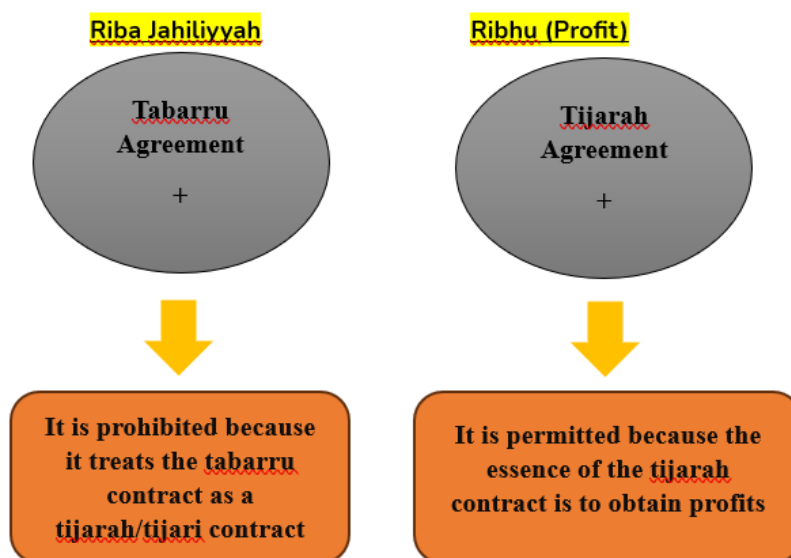 Riba Jahiliyyah
Tabarru
Agreement
+
It is prohibited because
it treats the tabarru
contract as a
tijarah/tijari contract
Ribhu (Profit)
Tijarah
Agreement
+
It is permitted because the
essence of the tijarah
contract is to obtain profits